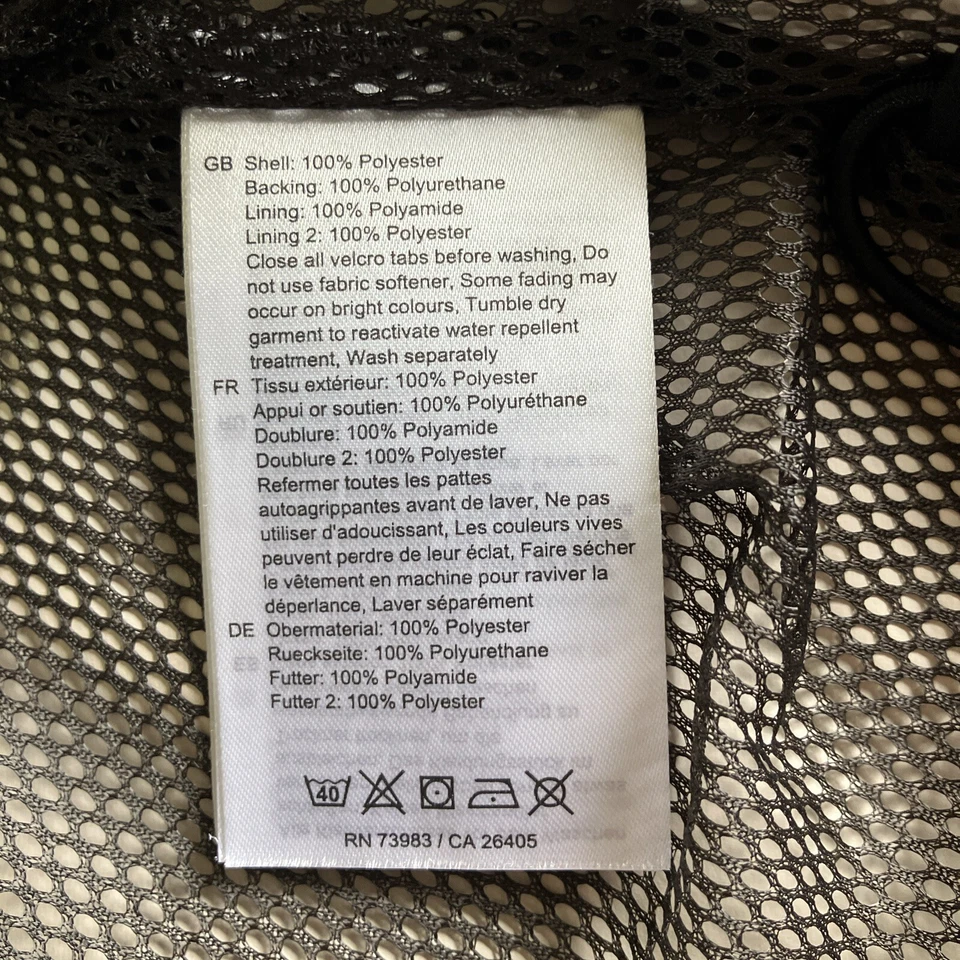 GB Shell: 100% Polyester
Backing: 100% Polyurethane
Lining: 100% Polyamide
Lining 2: 100% Polyester
Close all velcro tabs before washing, Do
not use fabric softener, Some fading may
occur on bright colours, Tumble dry
garment to reactivate water repellent
treatment, Wash separately
FR Tissu extérieur: 100% Polyester
Appui or soutien: 100% Polyuréthane
Doublure: 100% Polyamide
Doublure 2: 100% Polyester
Refermer toutes les pattes
autoagrippantes avant de laver, Ne pas
utiliser d'adoucissant, Les couleurs vives
peuvent perdre de leur éclat, Faire sécher
le vêtement en machine pour raviver la
déperlance, Laver séparément
DE Obermaterial: 100% Polyester
Rueckseite: 100% Polyurethane
Futter: 100% Polyamide
Futter 2: 100% Polyester
40
RN 73983 / CA 26405